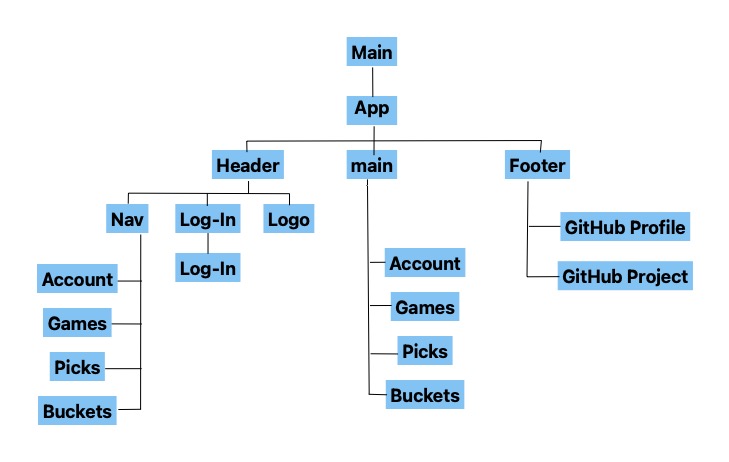 Main
App
Header
main
Footer
Nav
Log-In
Logo
Log-In
Account
Games
Picks
Buckets
Account
Games
Picks
Buckets
GitHub Profile
GitHub Project